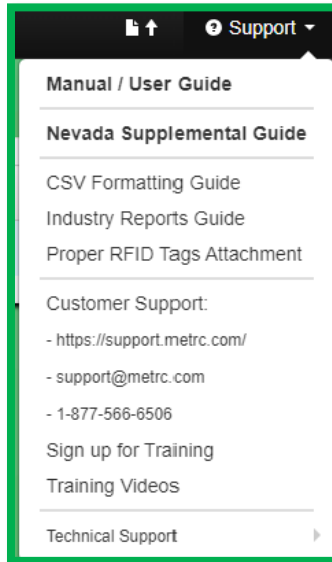 Support
Manual / User Guide
Nevada Supplemental Guide
CSV Formatting Guide
Industry Reports Guide
Proper RFID Tags Attachment
Customer Support:
- https://support.metrc.com/
- support@metrc.com
- 1-877-566-6506
Sign up for Training
Training Videos
Technical Support